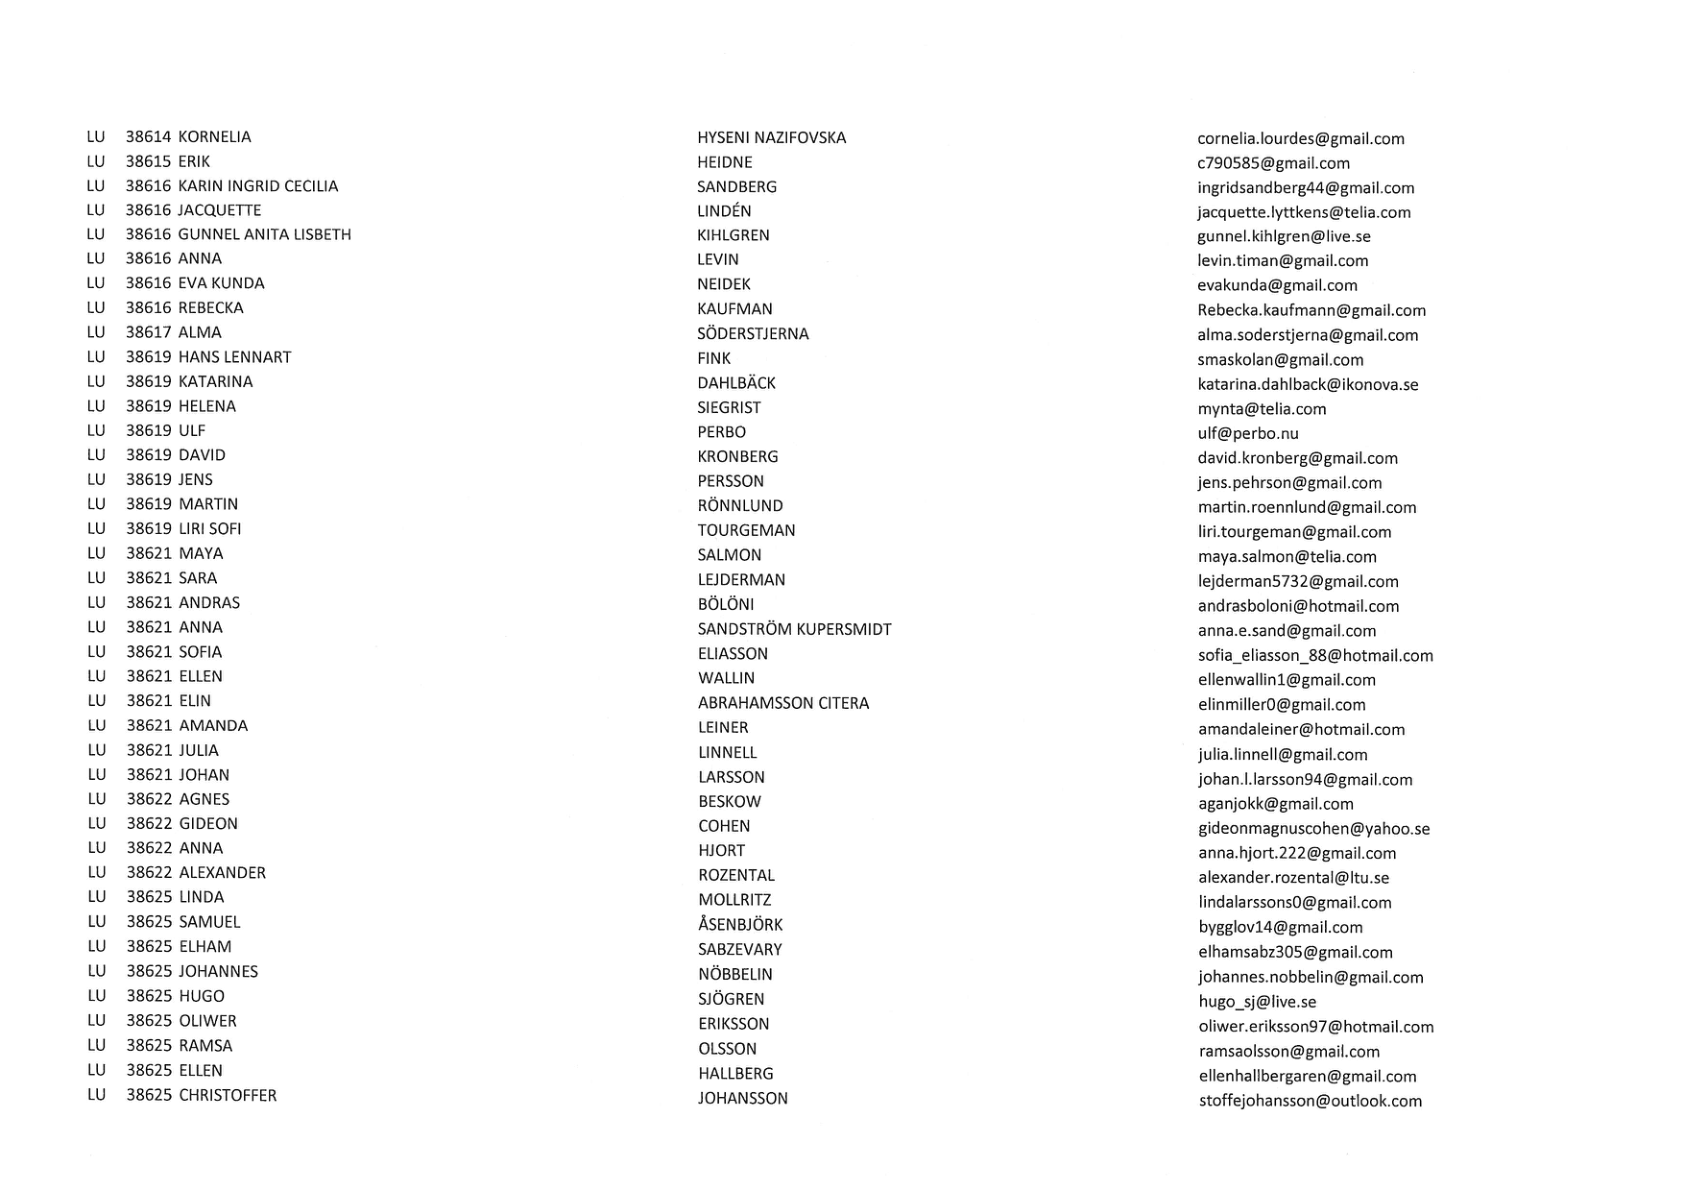 LU 38614 KORNELIA HYSENI NAZIFOVSKA cornelia.lourdes@gmail.com
LU 38615 ERIK HEIDNE c790585@gmail.com
LU 38616 KARIN INGRID CECILIA SANDBERG ingridsandberg44@gmail.com
LU 38616 JACQUETTE LINDÉN jacquette.lyttkens@telia.com
LU 38616 GUNNEL ANITA LISBETH KIHLGREN gunnel.kihlgren@live.se
LU 38616 ANNA LEVIN levin.timan@gmail.com
LU 38616 EVA KUNDA NEIDEK evakunda@gmail.com
LU 38616 REBECKA KAUFMAN Rebecka.kaufmann@gmail.com
LU 38617 ALMA SÖDERSTJERNA alma.soderstjerna@gmail.com
LU 38619 HANS LENNART FINK smaskolan@gmail.com
LU 38619 KATARINA DAHLBÄCK katarina.dahlback@ikonova.se
LU 38619 HELENA SIEGRIST mynta@telia.com
LU 38619 ULF PERBO ulf@perbo.nu
LU 38619 DAVID KRONBERG david.kronberg@gmail.com
LU 38619 JENS PERSSON jens.pehrson@gmail.com
LU 38619 MARTIN RÖNNLUND martin.roennlund@gmail.com
LU 38619 LIRI SOFI TOURGEMAN liri.tourgeman@gmail.com
LU 38621 MAYA SALMON maya.salmon@telia.com
LU 38621 SARA LEJDERMAN lejderman5732@gmail.com
LU 38621 ANDRAS BÖLÖNI andrasboloni@hotmail.com
LU 38621 ANNA SANDSTRÖM KUPERSMIDT anna.e.sand@gmail.com
LU 38621 SOFIA ELIASSON sofia_eliasson_88@hotmail.com
LU 38621 ELLEN WALLIN ellenwallin1@gmail.com
LU 38621 ELIN ABRAHAMSSON CITERA elinmiller0@gmail.com
LU 38621 AMANDA LEINER amandaleiner@hotmail.com
LU 38621 JULIA LINNELL julia.linnell@gmail.com
LU 38621 JOHAN LARSSON johan.l.larsson94@gmail.com
LU 38622 AGNES BESKOW aganjokk@gmail.com
LU 38622 GIDEON COHEN gideonmagnuscohen@yahoo.se
LU 38622 ANNA HJORT anna.hjort.222@gmail.com
LU 38622 ALEXANDER ROZENTAL alexander.rozental@ltu.se
LU 38625 LINDA MOLLRITZ lindalarssons0@gmail.com
LU 38625 SAMUEL ÅSENBJÖRK bygglov14@gmail.com
LU 38625 ELHAM SABZEVARY elhamsabz305@gmail.com
LU 38625 JOHANNES NÖBBELIN johannes.nobbelin@gmail.com
LU 38625 HUGO SJÖGREN hugo_sj@live.se
LU 38625 OLIWER ERIKSSON oliwer.eriksson97@hotmail.com
LU 38625 RAMSA OLSSON ramsaolsson@gmail.com
LU 38625 ELLEN HALLBERG ellenhallbergaren@gmail.com
LU 38625 CHRISTOFFER JOHANSSON stoffejohansson@outlook.com